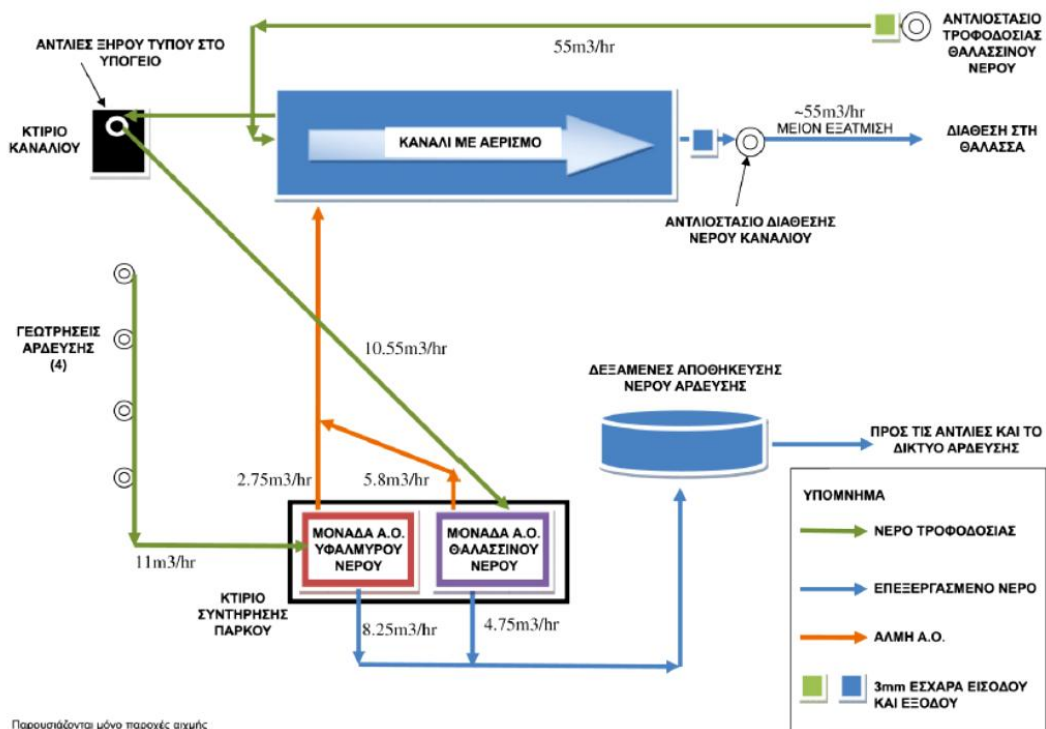 ΑΝΤΛΙΕΣ ΞΗΡΟΥ ΤΥΠΟΥ ΣΤΟ
ΥΠΟΓΕΙΟ
55m3/hr
ΑΝΤΛΙΟΣΤΑΣΙΟ
ΤΡΟΦΟΔΟΣΙΑΣ
ΘΑΛΑΣΣΙΝΟΥ
ΝΕΡΟΥ
ΚΤΙΡΙΟ
ΚΑΝΑΛΙΟΥ
ΚΑΝΑΛΙ ΜΕ ΑΕΡΙΣΜΟ
~55m3/hr
ΜΕΙΟΝ ΕΞΑΤΜΙΣΗ
ΔΙΑΘΕΣΗ ΣΤΗ
ΘΑΛΑΣΣΑ
ΑΝΤΛΙΟΣΤΑΣΙΟ ΔΙΑΘΕΣΗΣ
ΝΕΡΟΥ ΚΑΝΑΛΙΟΥ
ΓΕΩΤΡΗΣΕΙΣ
ΑΡΔΕΥΣΗΣ
(4)
10.55m3/hr
ΔΕΞΑΜΕΝΕΣ ΑΠΟΘΗΚΕΥΣΗΣ
ΝΕΡΟΥ ΑΡΔΕΥΣΗΣ
ΠΡΟΣ ΤΙΣ ΑΝΤΛΙΕΣ ΚΑΙ ΤΟ
ΔΙΚΤΥΟ ΑΡΔΕΥΣΗΣ
2.75m3/hr
5.8m3/hr
ΜΟΝΑΔΑ Α.Ο.
ΥΦΑΛΜΥΡΟΥ
ΝΕΡΟΥ
ΜΟΝΑΔΑ Α.Ο.
ΘΑΛΑΣΣΙΝΟΥ
ΝΕΡΟΥ
11m3/hr
ΚΤΙΡΙΟ
ΣΥΝΤΗΡΗΣΗΣ
ΠΑΡΚΟΥ
8.25m3/hr
4.75m3/hr
ΥΠΟΜΝΗΜΑ
ΝΕΡΟ ΤΡΟΦΟΔΟΣΙΑΣ
ΕΠΕΞΕΡΓΑΣΜΕΝΟ ΝΕΡΟ
ΑΛΜΗ Α.Ο.
3mm ΕΣΧΑΡΑ ΕΙΣΟΔΟΥ
ΚΑΙ ΕΞΟΔΟΥ
Παρουσιάζονται μόνο παροχές αιχμής